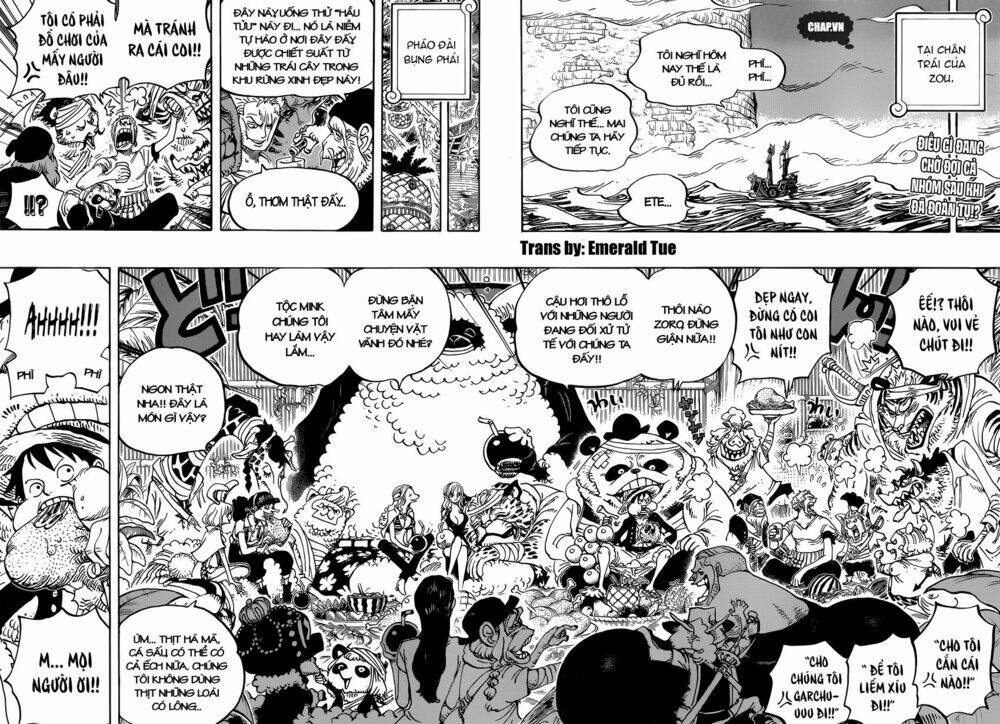 CHAP.VN
TẠI CHÂN
TRÁI CỦA
ZOU.
ĐIỀU GÌ ĐANG
CHỜ ĐỢI CẢ
NHÓM SAU KHI
ĐÃ ĐOÀN TỤ!?
PHÌ...
PHÌ...
TÔI NGHĨ HÔM
NAY THẾ LÀ
ĐỦ RỒI...
TÔI CŨNG
NGHĨ THẾ... MAI
CHÚNG TA HÃY
TIẾP TỤC.
ETE...
Trans by: Emerald Tue
PHÁO ĐÀI
BỤNG PHẢI
ĐÂY NÀY UỐNG THỬ "HẦU
TỬU" NÀY ĐI... NÓ LÀ NIỀM
TỰ HÀO Ở NƠI ĐÂY ĐẤY
ĐƯỢC CHIẾT SUẤT TỪ
NHỮNG TRÁI CÂY TRONG
KHU RỪNG XINH ĐẸP NÀY!
Ồ, THƠM THẬT ĐẤY..
MÀ TRÁNH
RA CÁI COI!!
TÔI CÓ PHẢI
ĐỒ CHƠI CỦA
MẤY NGƯỜI
ĐÂU!!
!!?
ÊÊ!? THÔI
NÀO, VUI VẺ
CHÚT ĐI!!
DẸP NGAY,
ĐỪNG CÓ COI
TÔI NHƯ CON
NÍT!!
THÔI NÀO
ZORO, ĐỪNG
GIẬN NỮA!!
CẬU HƠI THÔ LỖ
VỚI NHỮNG NGƯỜI
ĐANG ĐỐI XỬ TỬ
TẾ VỚI CHÚNG TA
ĐẤY!!
ĐỪNG BẬN
TÂM MẤY
CHUYỆN VẶT
VÃNH ĐÓ NHÉ?
TỘC MINK
CHÚNG TÔI
HAY LÀM VẬY
LẮM...
NGON THẬT
NHA!! ĐÂY LÀ
MÓN GÌ VẬY?
"CHO
TÔI
CẮN CÁI
NÀO!!"
"ĐỂ TÔI
LIẾM XÍU
ĐI!!"
"CHO
CHÚNG TÔI
GARCHU-
UUU ĐI!!"
ỪM... THỊT HÀ MÃ,
CÁ SẤU, CÓ THỂ CÓ
CẢ ẾCH NỮA, CHÚNG
TÔI KHÔNG DÙNG
THỊT NHỮNG LOÀI
CÓ LÔNG..
AHHHH!!!
PHÌ
PHÌ
M... MỌI
NGƯỜI ƠI!!